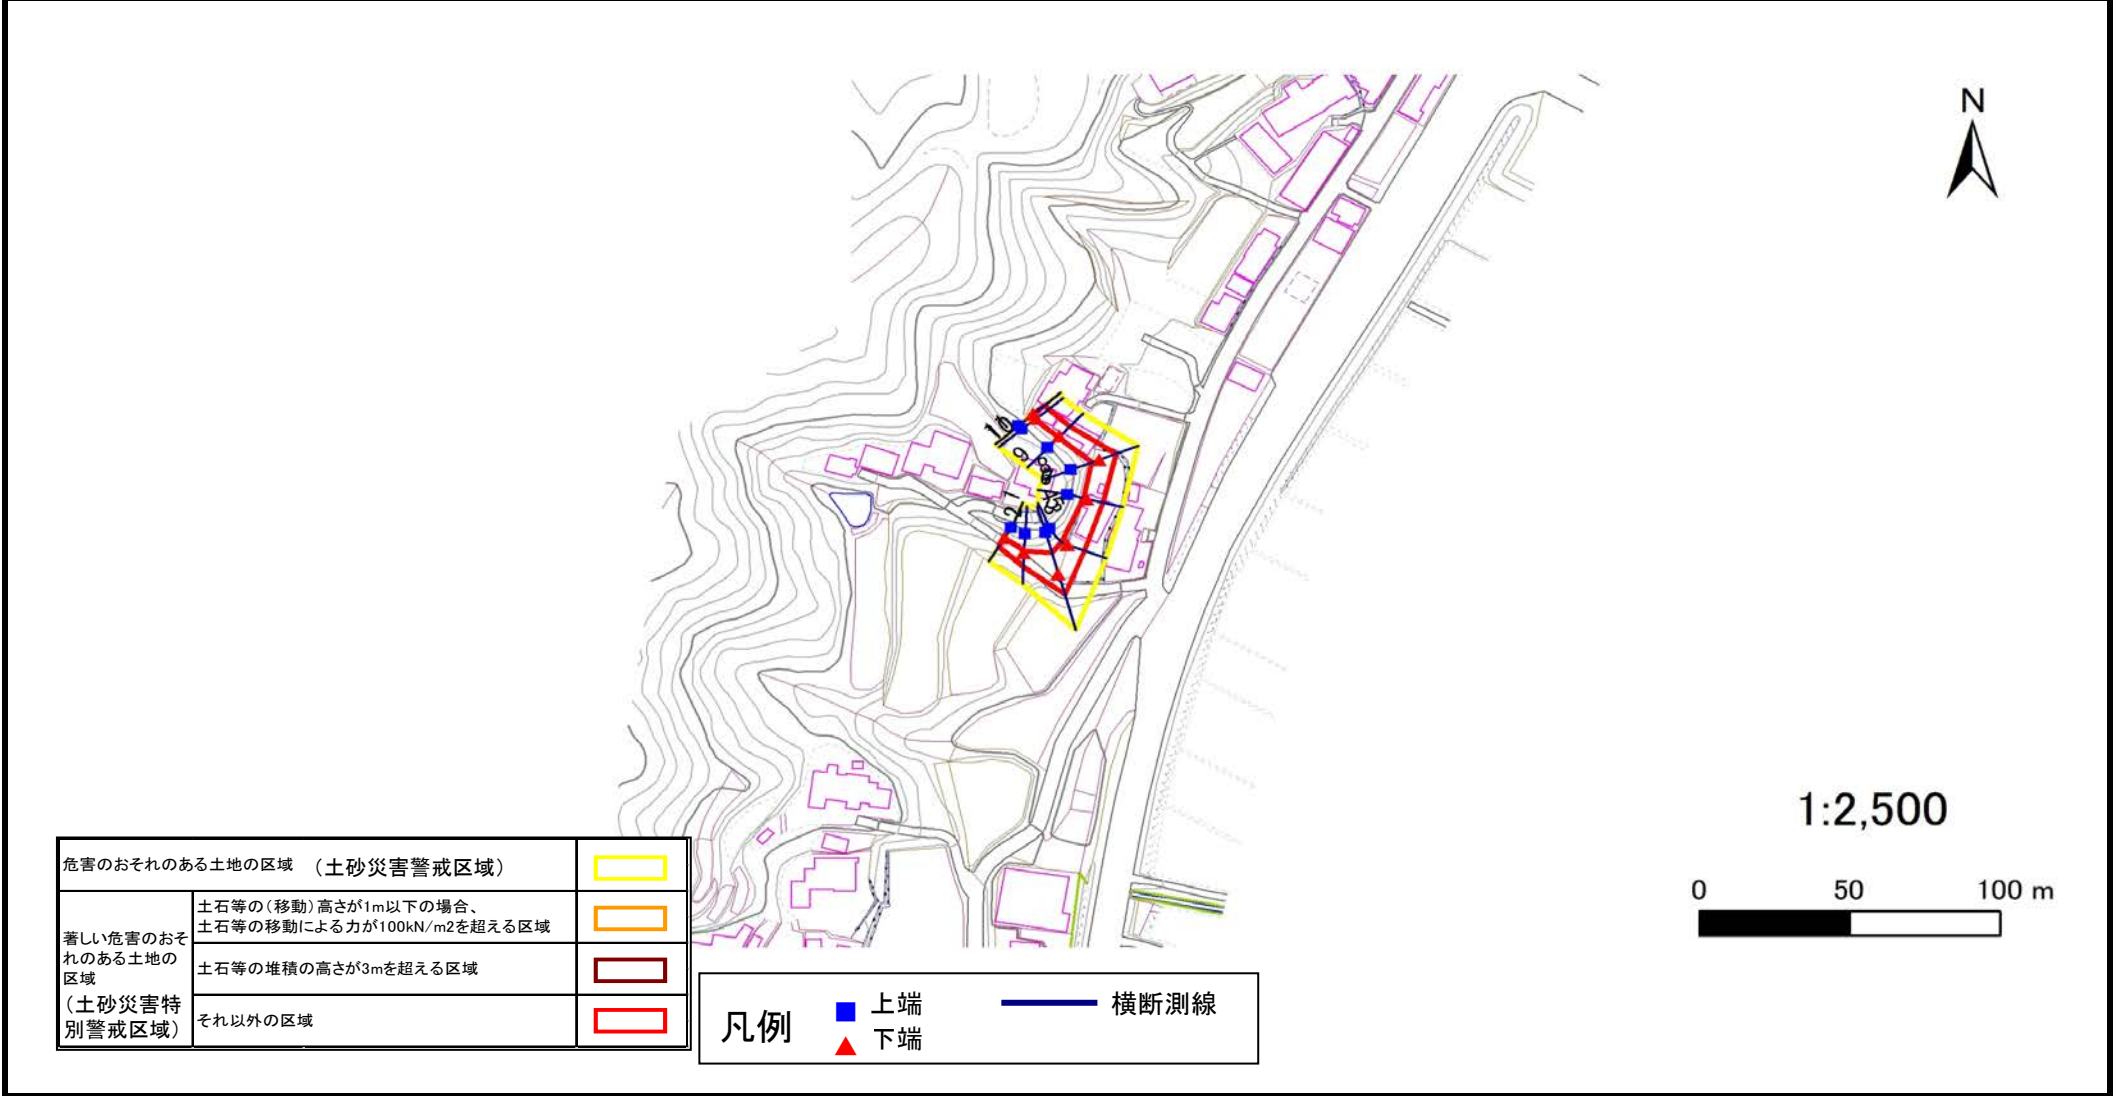 N
1:2,500
0 50 100 m
9
1
2
危害のおそれのある土地の区域 （土砂災害警戒区域）
著しい危害のおそ
れのある土地の
区域
（土砂災害特
別警戒区域）
土石等の（移動）高さが1m以下の場合、
土石等の移動による力が100kN/m2を超える区域
土石等の堆積の高さが3mを超える区域
それ以外の区域
凡例
上端
下端
横断測線